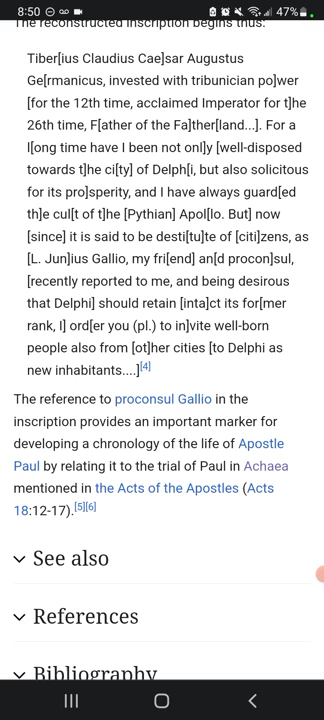 8:50
47%
The reconstructed inscription begins thus:
Tiber[ius Claudius Cae]sar Augustus
Ge[rmanicus, invested with tribunician po]wer
[for the 12th time, acclaimed Imperator for t]he
26th time, F[ather of the Fa]ther[land...]. For a
l[ong time have I been not onl]y [well-disposed
towards t]he ci[ty] of Delph[i, but also solicitous
for its pro]sperity, and I have always guard[ed
th]e cul[t of t]he [Pythian] Apol[lo. But] now
[since] it is said to be desti[tu]te of [citi]zens, as
[L. Jun]ius Gallio, my fri[end] an[d procon]sul,
[recently reported to me, and being desirous
that Delphi] should retain [inta]ct its for[mer
rank, I] ord[er you (pl.) to in]vite well-born
people also from [ot]her cities [to Delphi as
new inhabitants....][4]
The reference to proconsul Gallio in the
inscription provides an important marker for
developing a chronology of the life of Apostle
Paul by relating it to the trial of Paul in Achaea
mentioned in the Acts of the Apostles (Acts
18:12-17).[5][6]
See also
References
Bibliography